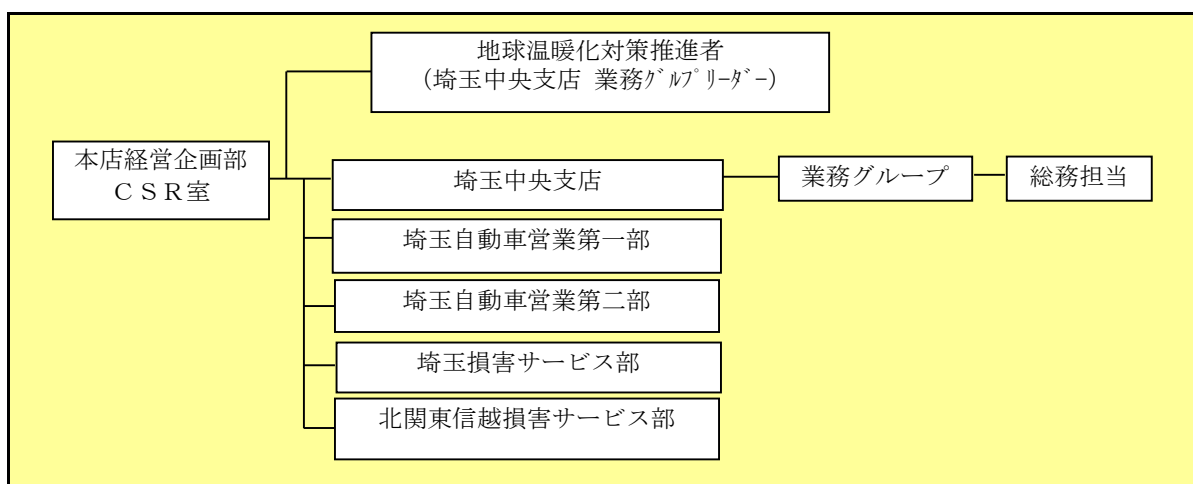 地球温暖化対策推進者
(埼玉中央支店 業務ｸﾞﾙﾌﾟﾘｰﾀﾞｰ)
本店経営企画部
ＣＳＲ室
埼玉中央支店
業務グループ
総務担当
埼玉自動車営業第一部
埼玉自動車営業第二部
埼玉損害サービス部
北関東信越損害サービス部